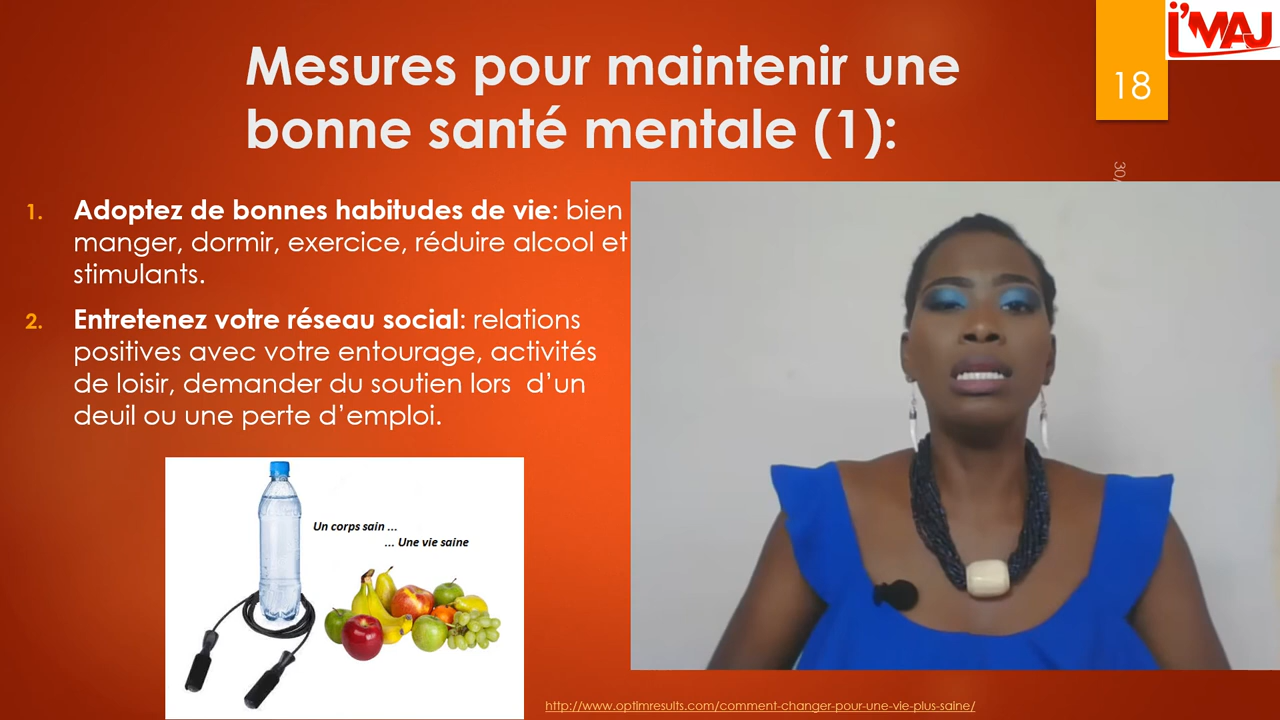 Mesures pour maintenir une
bonne santé mentale (1):
18
i'MAJ
30/
1. Adoptez de bonnes habitudes de vie: bien
manger, dormir, exercice, réduire alcool et
stimulants.
2. Entretenez votre réseau social: relations
positives avec votre entourage, activités
de loisir, demander du soutien lors d'un
deuil ou une perte d'emploi.
Un corps sain ...
... Une vie saine
http://www.optimresults.com/comment-changer-pour-une-vie-plus-saine/